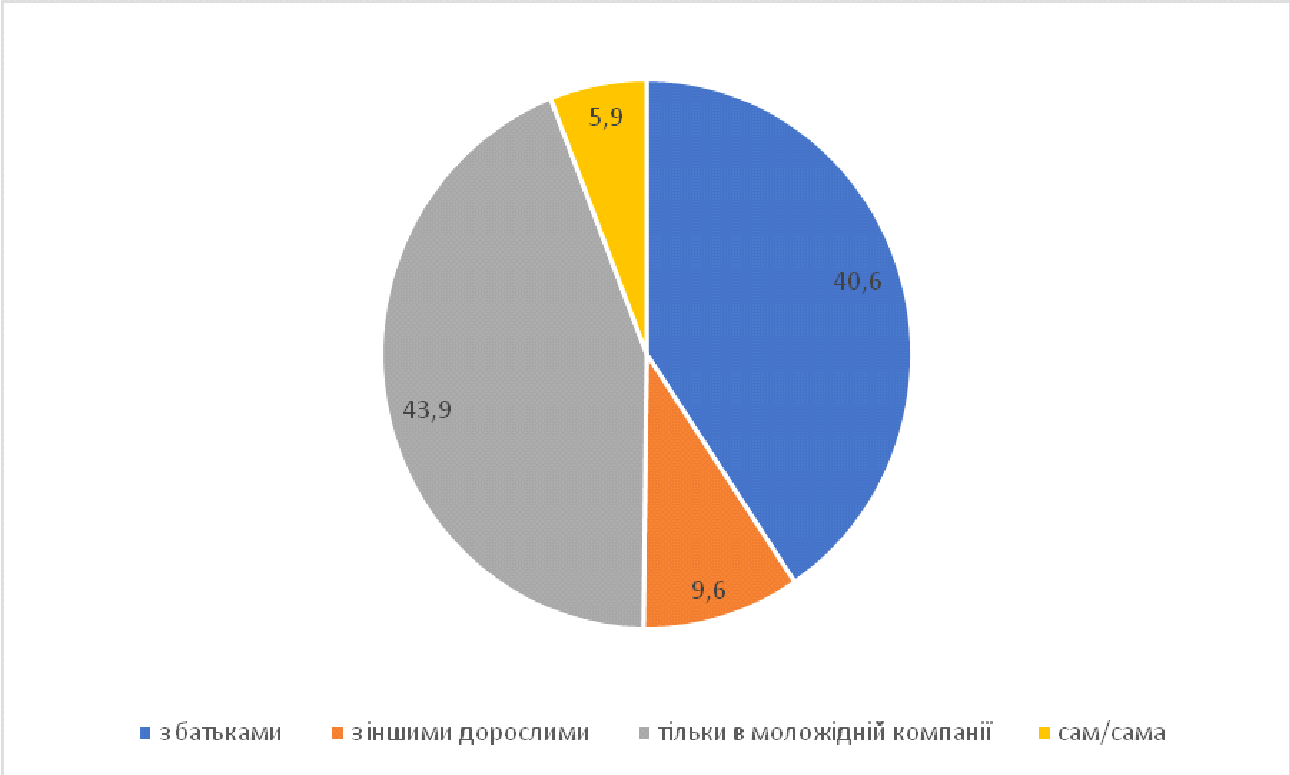 5,9
40,6
43,9
9,6
з батьками з іншими дорослими тільки в моложідній компанії сам/сама